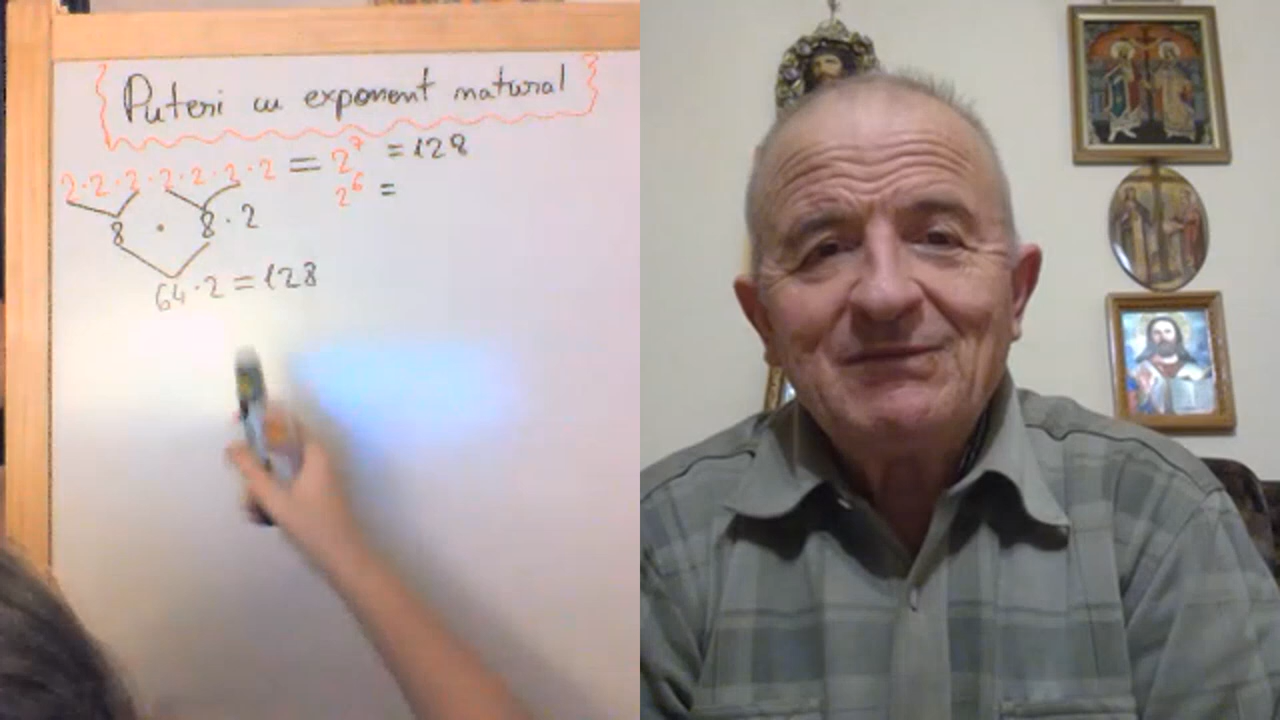 Puteri cu exponent natural
2·2·2·2·2·2·2 = 2⁷ = 128
2⁶ =
8 · 8·2
64·2=128